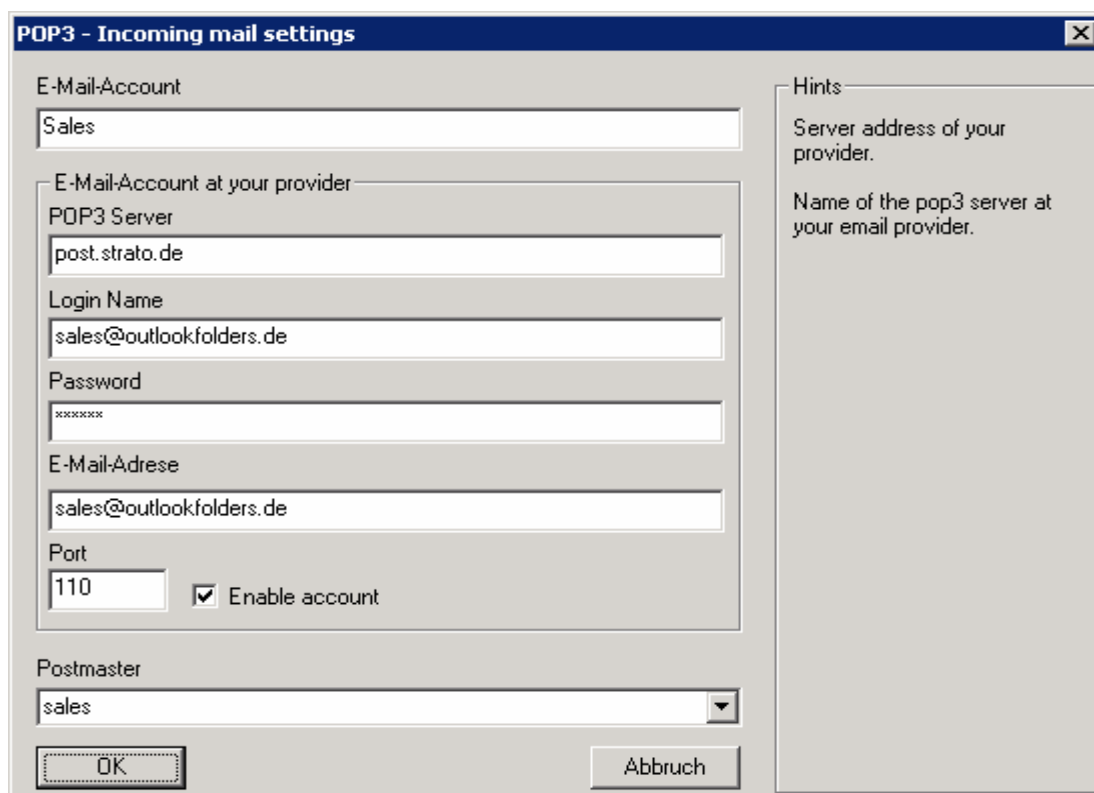 POP3 - Incoming mail settings
E-Mail-Account
Sales
E-Mail-Account at your provider
POP3 Server
post.strato.de
Login Name
sales@outlookfolders.de
Password
******
E-Mail-Adrese
sales@outlookfolders.de
Port
110
Enable account
Postmaster
sales
OK
Abbruch
Hints
Server address of your
provider.
Name of the pop3 server at
your email provider.